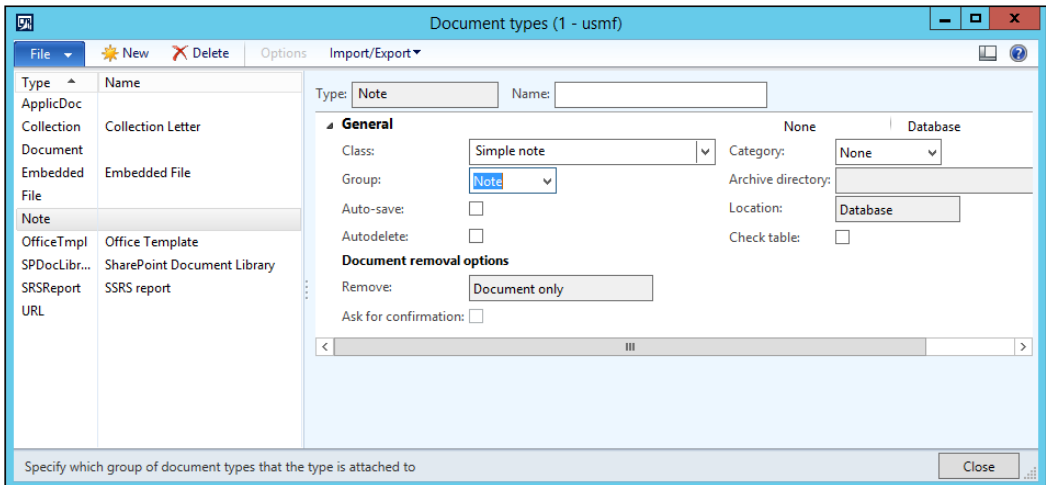 Document types (1 - usmf)
File New Delete Options Import/Export
Type Name
ApplicDoc
Collection Collection Letter
Document
Embedded Embedded File
File
Note
OfficeTmpl Office Template
SPDocLibr... SharePoint Document Library
SRSReport SSRS report
URL
Type: Note Name:
General None Database
Class: Simple note Category: None
Group: Note Archive directory:
Auto-save: Location: Database
Autodelete: Check table:
Document removal options
Remove: Document only
Ask for confirmation:
Specify which group of document types that the type is attached to Close